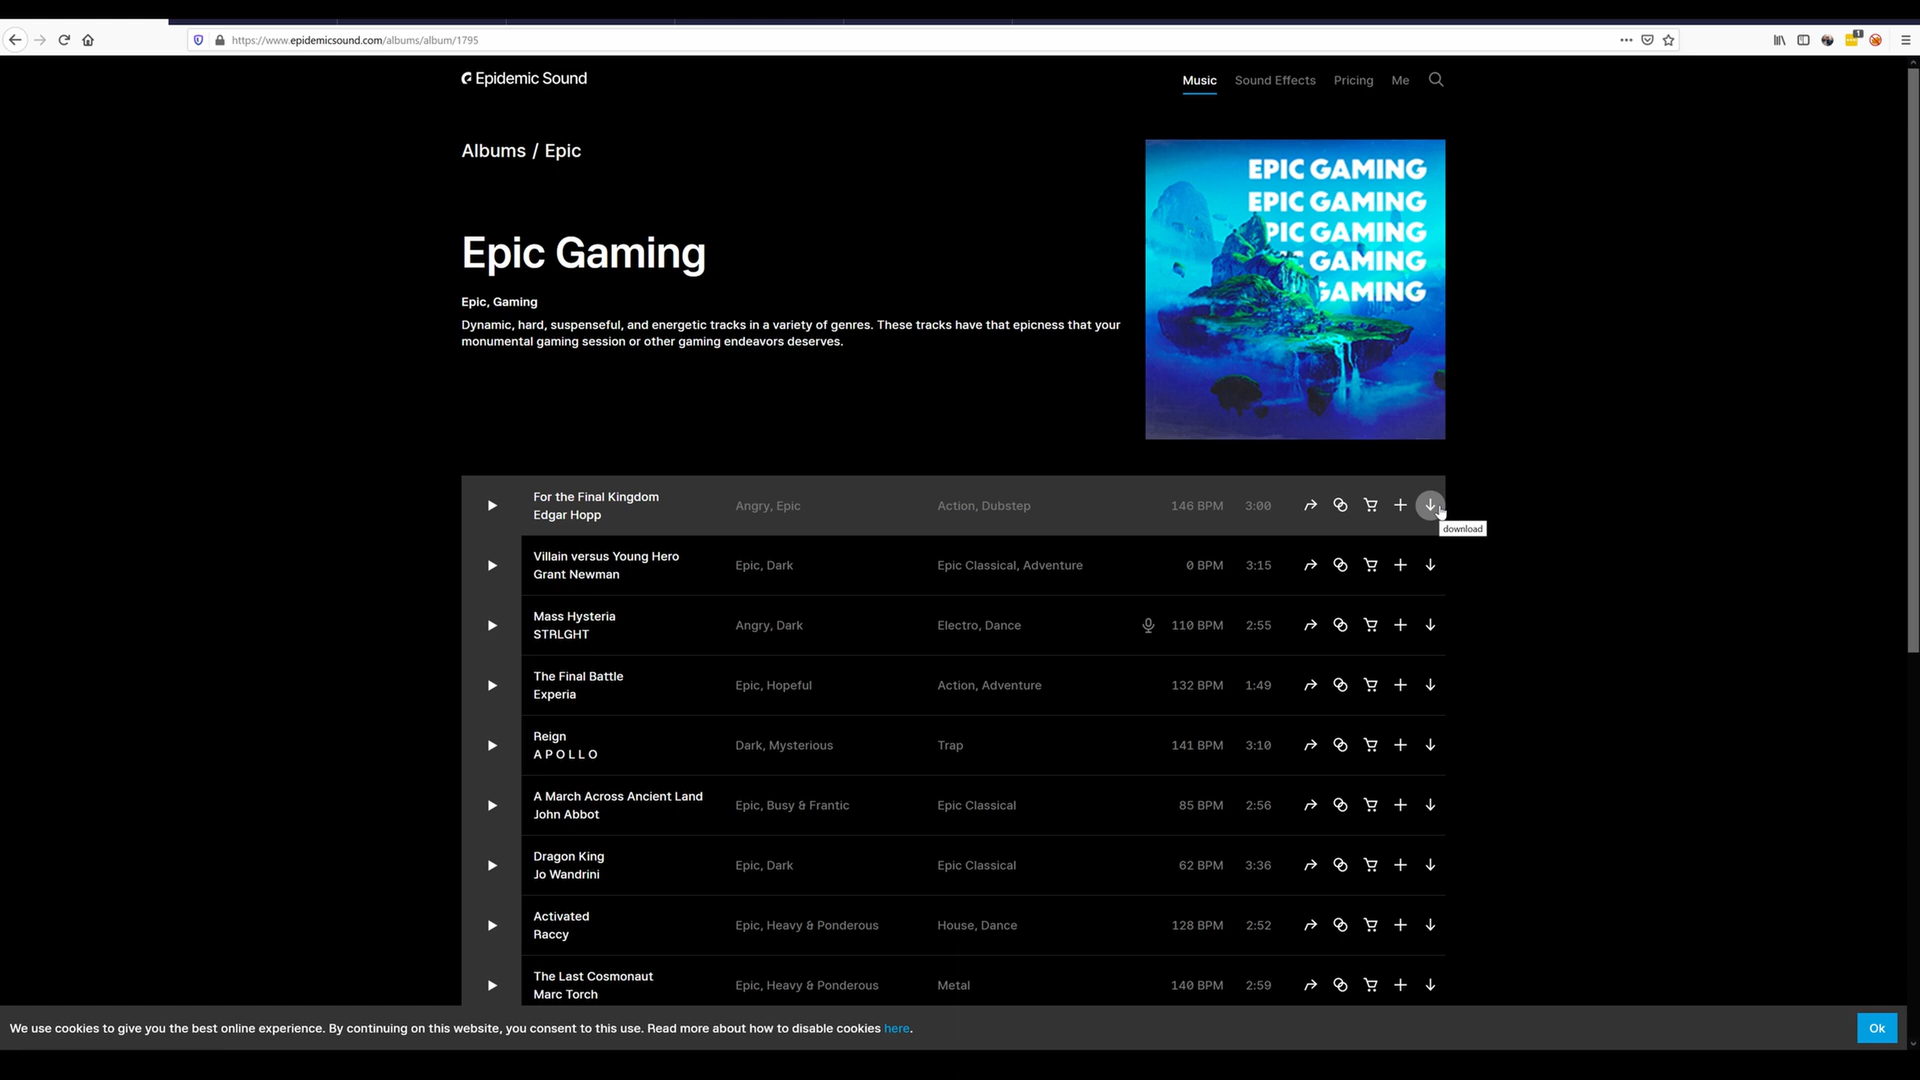 https://www.epidemicsound.com/albums/album/1795
1
Epidemic Sound
Music Sound Effects Pricing Me
Albums / Epic
EPIC GAMING
EPIC GAMING
PIC GAMING
GAMING
GAMING
Epic Gaming
Epic, Gaming
Dynamic, hard, suspenseful, and energetic tracks in a variety of genres. These tracks have that epicness that your
monumental gaming session or other gaming endeavors deserves.
For the Final Kingdom
Edgar Hopp
Angry, Epic
Action, Dubstep
146 BPM
3:00
download
Villain versus Young Hero
Grant Newman
Epic, Dark
Epic Classical, Adventure
0 BPM
3:15
Mass Hysteria
STRLGHT
Angry, Dark
Electro, Dance
110 BPM
2:55
The Final Battle
Experia
Epic, Hopeful
Action, Adventure
132 BPM
1:49
Reign
A P O L L O
Dark, Mysterious
Trap
141 BPM
3:10
A March Across Ancient Land
John Abbot
Epic, Busy & Frantic
Epic Classical
85 BPM
2:56
Dragon King
Jo Wandrini
Epic, Dark
Epic Classical
62 BPM
3:36
Activated
Raccy
Epic, Heavy & Ponderous
House, Dance
128 BPM
2:52
The Last Cosmonaut
Marc Torch
Epic, Heavy & Ponderous
Metal
140 BPM
2:59
We use cookies to give you the best online experience. By continuing on this website, you consent to this use. Read more about how to disable cookies here.
Ok